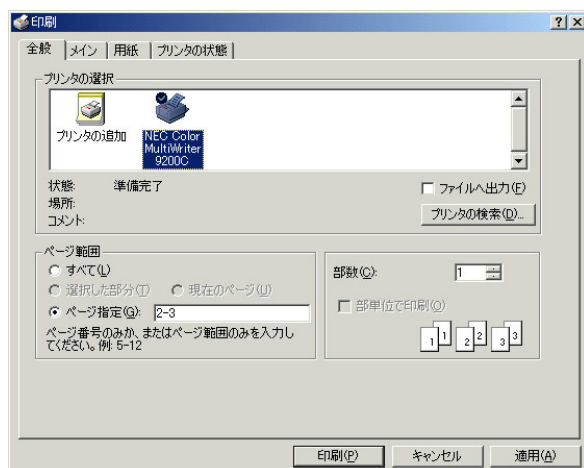 印刷
全般 メイン 用紙 プリンタの状態
プリンタの選択
プリンタの追加
NEC Color
MultiWriter
9200C
状態: 準備完了
場所:
コメント:
ファイルへ出力(F)
プリンタの検索(D)...
ページ範囲
すべて(L)
選択した部分(T) 現在のページ(U)
ページ指定(G): 2-3
ページ番号のみか、またはページ範囲のみを入力し
てください。例: 5-12
部数(C): 1
部単位で印刷(O)
1 1 2 2 3 3
印刷(P) キャンセル 適用(A)